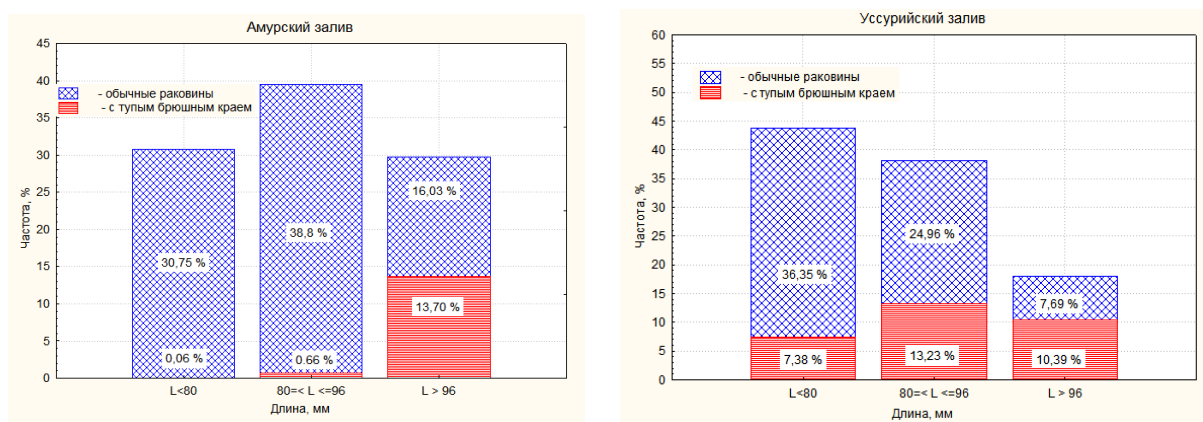 Амурский залив
45
40
35
30
25
20
15
10
5
0
Частота, %
- обычные раковины
- с тупым брюшным краем
16,03 %
38,8 %
30,75 %
13,70 %
0,06 %
0.66 %
L<80
80=< L <=96
L > 96
Длина, мм
Уссурийский залив
60
55
50
45
40
35
30
25
20
15
10
5
0
Частота, %
- обычные раковины
- с тупым брюшным краем
24,96 %
36,35 %
7,69 %
7,38 %
13,23 %
10,39 %
L<80
80=< L <=96
L > 96
Длина, мм